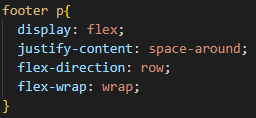 footer p{
  display: flex;
  justify-content: space-around;
  flex-direction: row;
  flex-wrap: wrap;
}